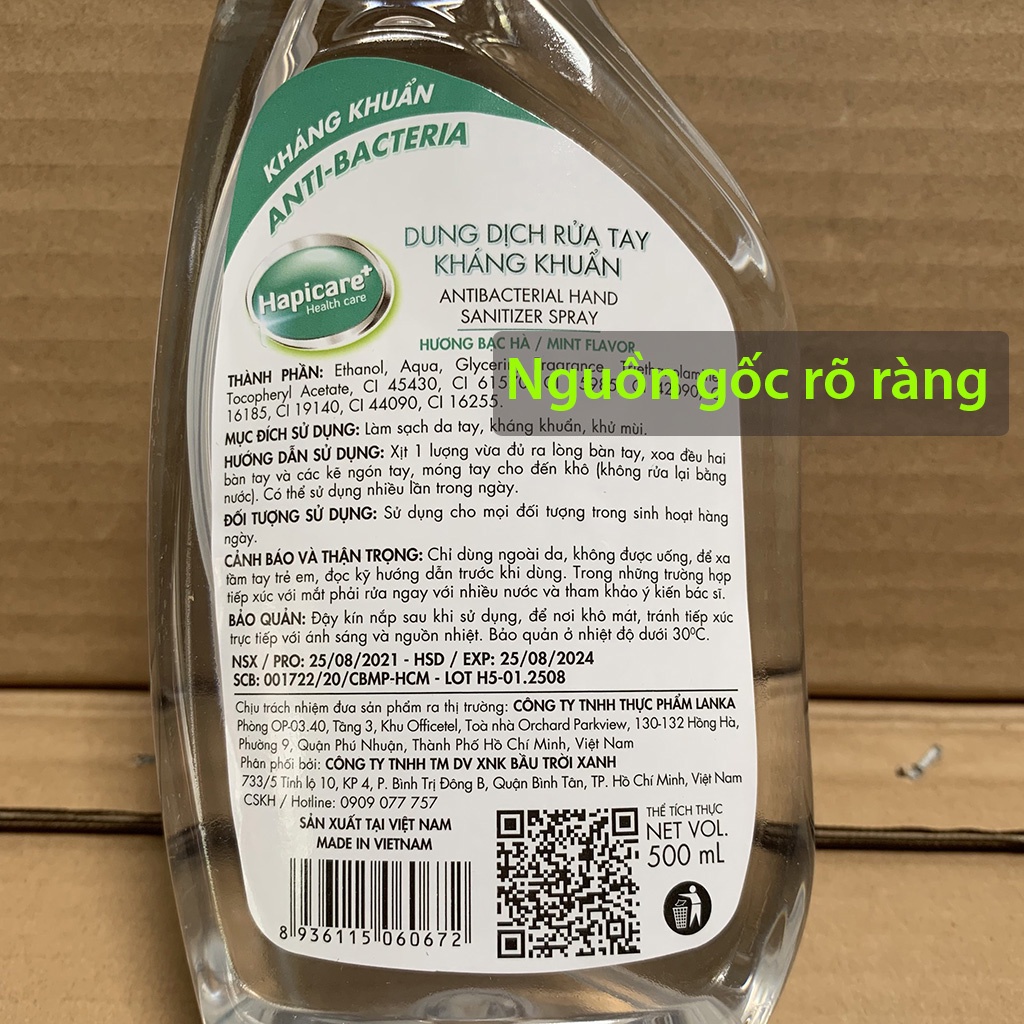 KHÁNG KHUẨN
ANTI-BACTERIA
Hapicare+
Health care
DUNG DỊCH RỬA TAY
KHÁNG KHUẨN
ANTIBACTERIAL HAND
SANITIZER SPRAY
HƯƠNG BẠC HÀ / MINT FLAVOR
Nguồn gốc rõ ràng
THÀNH PHẦN: Ethanol, Aqua, Glycerin, Fragrance, Triethanolamine,
Tocopheryl Acetate, CI 45430, CI
16185, CI 19140, CI 44090, CI 16255.
MỤC ĐÍCH SỬ DỤNG: Làm sạch da tay, kháng khuẩn, khử mùi.
HƯỚNG DẪN SỬ DỤNG: Xịt 1 lượng vừa đủ ra lòng bàn tay, xoa đều hai
bàn tay và các kẽ ngón tay, móng tay cho đến khô (không rửa lại bằng
nước). Có thể sử dụng nhiều lần trong ngày.
ĐỐI TƯỢNG SỬ DỤNG: Sử dụng cho mọi đối tượng trong sinh hoạt hàng
ngày.
CẢNH BÁO VÀ THẬN TRỌNG: Chỉ dùng ngoài da, không được uống, để xa
tầm tay trẻ em, đọc kỹ hướng dẫn trước khi dùng. Trong những trường hợp
tiếp xúc với mắt phải rửa ngay với nhiều nước và tham khảo ý kiến bác sĩ.
BẢO QUẢN: Đậy kín nắp sau khi sử dụng, để nơi khô mát, tránh tiếp xúc
trực tiếp với ánh sáng và nguồn nhiệt. Bảo quản ở nhiệt độ dưới 30⁰C.
NSX / PRO: 25/08/2021 - HSD / EXP: 25/08/2024
SCB: 001722/20/CBMP-HCM - LOT H5-01.2508
Chịu trách nhiệm đưa sản phẩm ra thị trường: CÔNG TY TNHH THỰC PHẨM LANKA
Phòng OP-03.40, Tầng 3, Khu Officetel, Toà nhà Orchard Parkview, 130-132 Hồng Hà,
Phường 9, Quận Phú Nhuận, Thành Phố Hồ Chí Minh, Việt Nam
Phân phối bởi: CÔNG TY TNHH TM DV XNK BẦU TRỜI XANH
733/5 Tỉnh lộ 10, KP 4, P. Bình Trị Đông B, Quận Bình Tân, TP. Hồ Chí Minh, Việt Nam
CSKH / Hotline: 0909 077 757
SẢN XUẤT TẠI VIỆT NAM
MADE IN VIETNAM
THỂ TÍCH THỰC
NET VOL.
500 mL
8 936115 060672